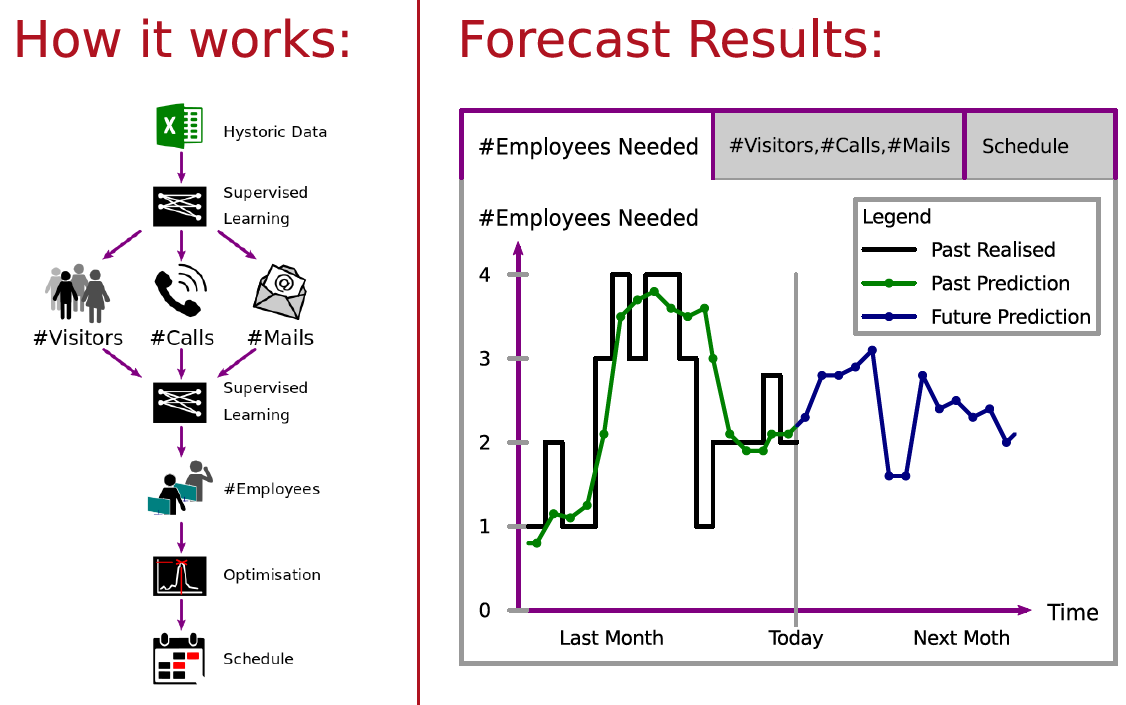 How it works:
Hystoric Data
Supervised
Learning
#Visitors
#Calls
#Mails
Supervised
Learning
#Employees
Optimisation
Schedule
Forecast Results:
#Employees Needed
#Visitors,#Calls,#Mails
Schedule
#Employees Needed
Legend
Past Realised
Past Prediction
Future Prediction
4
3
2
1
0
Time
Last Month
Today
Next Moth